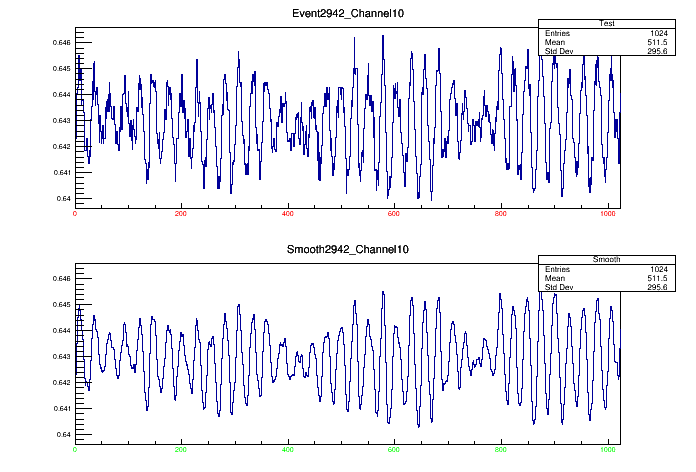 Event2942_Channel10
Test
Entries 1024
Mean 511.5
Std Dev 295.6
0.646
0.645
0.644
0.643
0.642
0.641
0.64
0 200 400 600 800 1000
Smooth2942_Channel10
Smooth
Entries 1024
Mean 511.5
Std Dev 295.6
0.646
0.645
0.644
0.643
0.642
0.641
0.64
0 200 400 600 800 1000